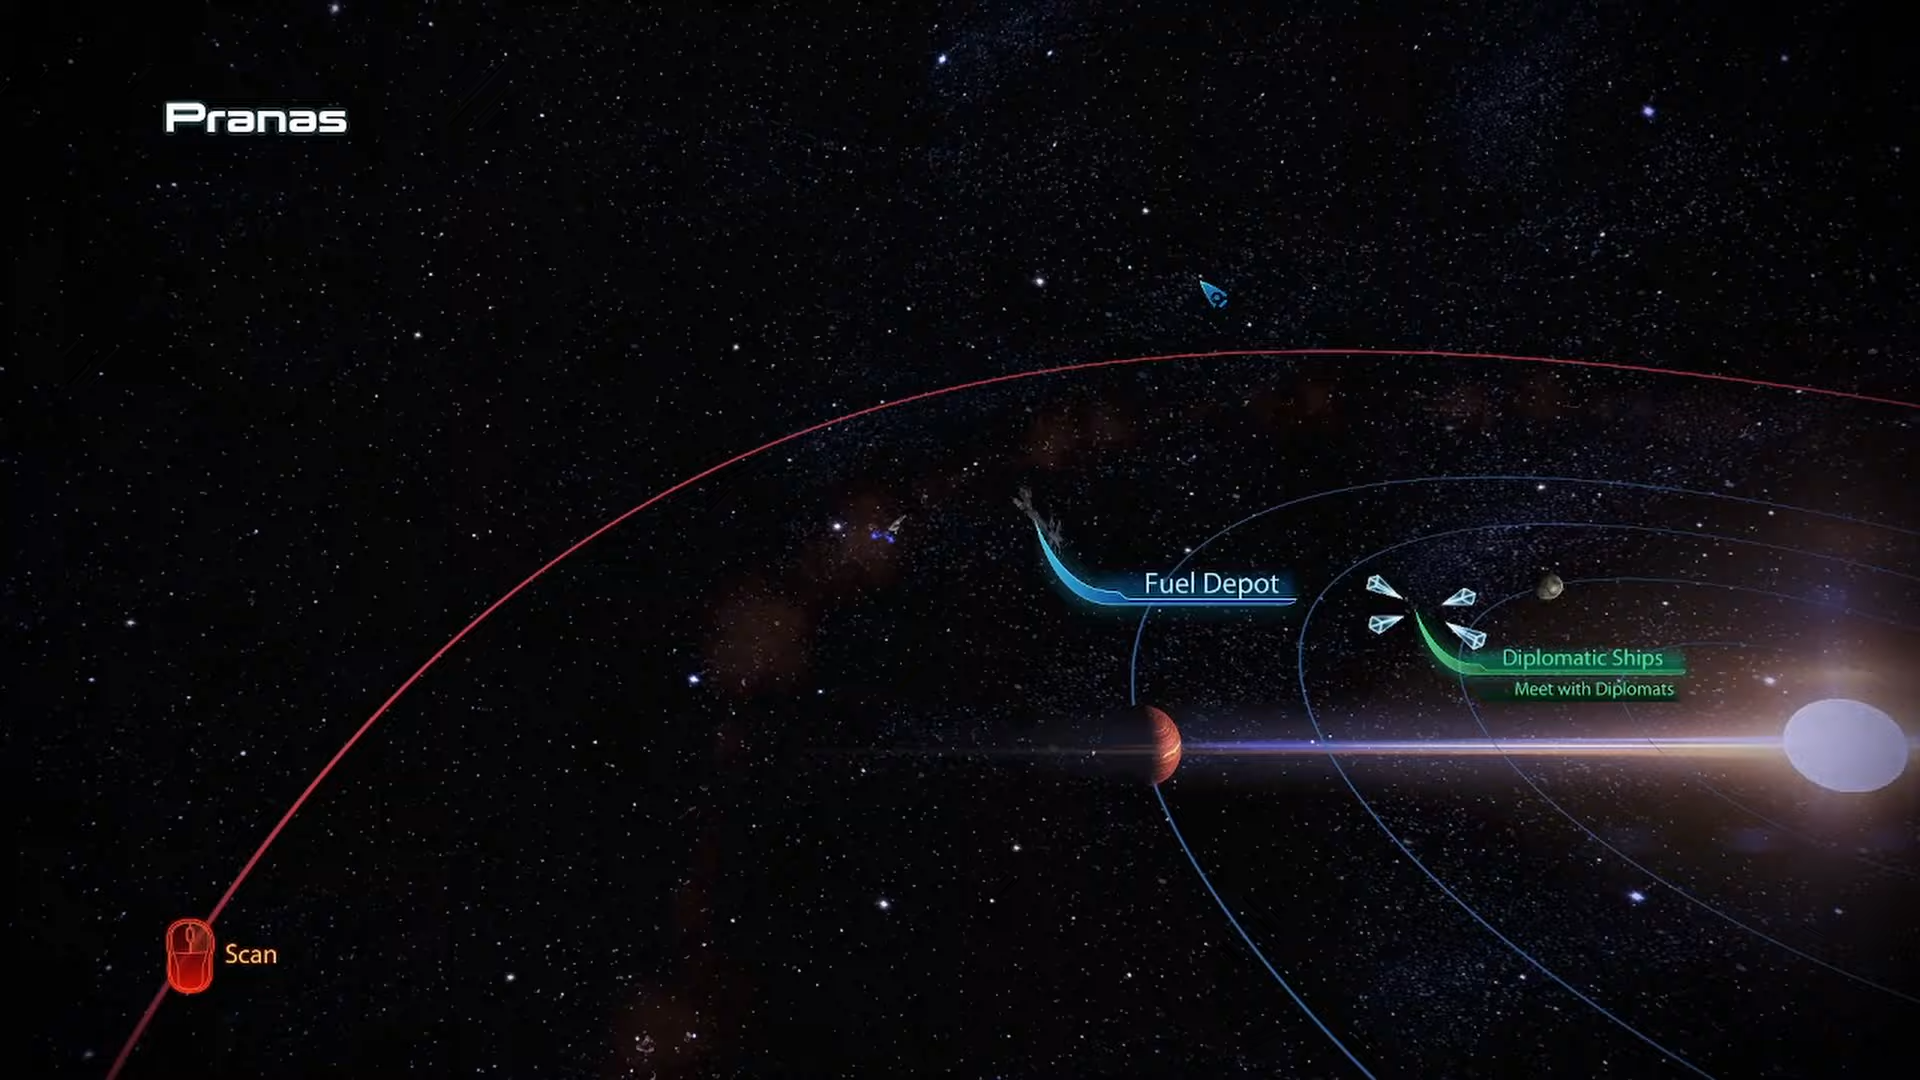 Pranas
Fuel Depot
Diplomatic Ships
Meet with Diplomats
Scan